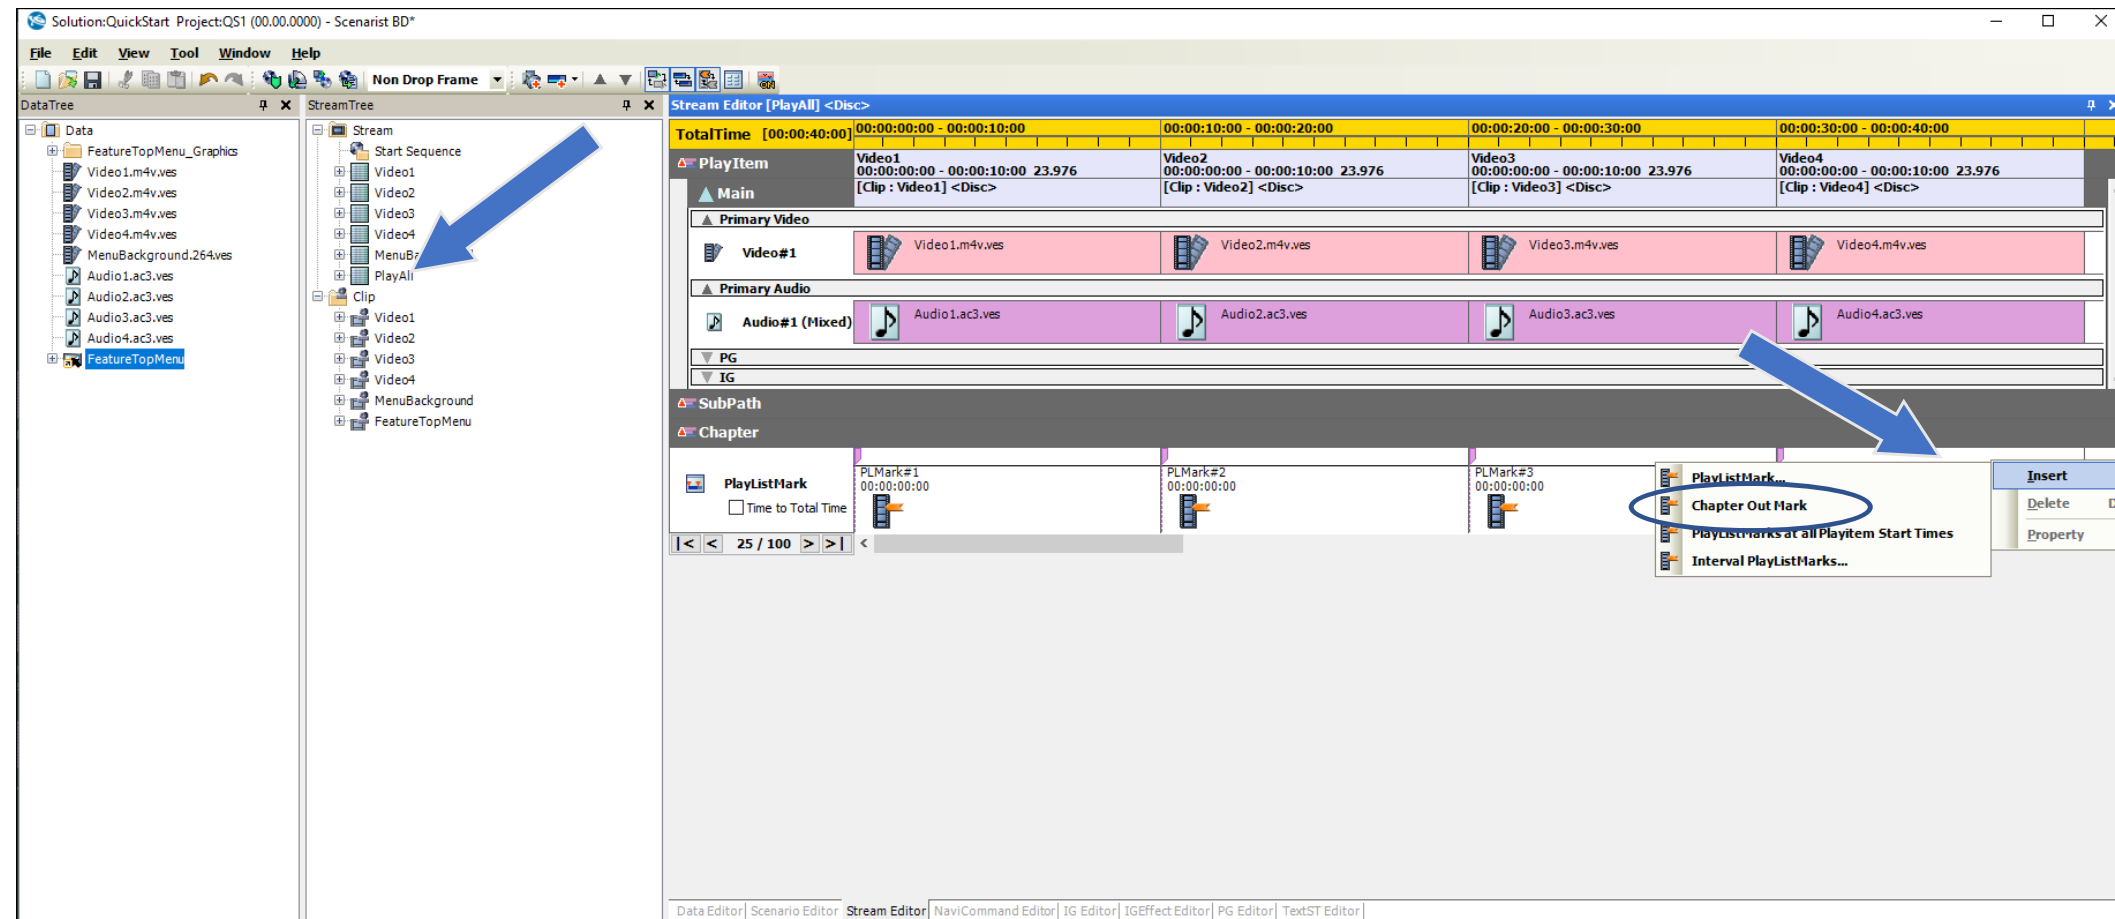 Solution:QuickStart Project:QS1 (00.00.0000) - Scenarist BD*
File Edit View Tool Window Help
Non Drop Frame
DataTree
Data
FeatureTopMenu_Graphics
Video1.m4v.ves
Video2.m4v.ves
Video3.m4v.ves
Video4.m4v.ves
MenuBackground.264.ves
Audio1.ac3.ves
Audio2.ac3.ves
Audio3.ac3.ves
Audio4.ac3.ves
FeatureTopMenu
StreamTree
Stream
Start Sequence
Video1
Video2
Video3
Video4
MenuBa
PlayAll
Clip
Video1
Video2
Video3
Video4
MenuBackground
FeatureTopMenu
Stream Editor [PlayAll] <Disc>
TotalTime [00:00:40:00] 00:00:00:00 - 00:00:10:00 00:00:10:00 - 00:00:20:00 00:00:20:00 - 00:00:30:00 00:00:30:00 - 00:00:40:00
PlayItem Video1 Video2 Video3 Video4
00:00:00:00 - 00:00:10:00 23.976 00:00:00:00 - 00:00:10:00 23.976 00:00:00:00 - 00:00:10:00 23.976 00:00:00:00 - 00:00:10:00 23.976
Main [Clip : Video1] <Disc> [Clip : Video2] <Disc> [Clip : Video3] <Disc> [Clip : Video4] <Disc>
Primary Video
Video#1 Video1.m4v.ves Video2.m4v.ves Video3.m4v.ves Video4.m4v.ves
Primary Audio
Audio#1 (Mixed) Audio1.ac3.ves Audio2.ac3.ves Audio3.ac3.ves Audio4.ac3.ves
PG
IG
SubPath
Chapter
PlayListMark
Time to Total Time
PLMark#1 PLMark#2 PLMark#3
00:00:00:00 00:00:00:00 00:00:00:00
25 / 100
PlayListMark...
Chapter Out Mark
PlayListMarks at all Playitem Start Times
Interval PlayListMarks...
Insert
Delete D
Property
Data Editor Scenario Editor Stream Editor NaviCommand Editor IG Editor IGEffect Editor PG Editor TextST Editor